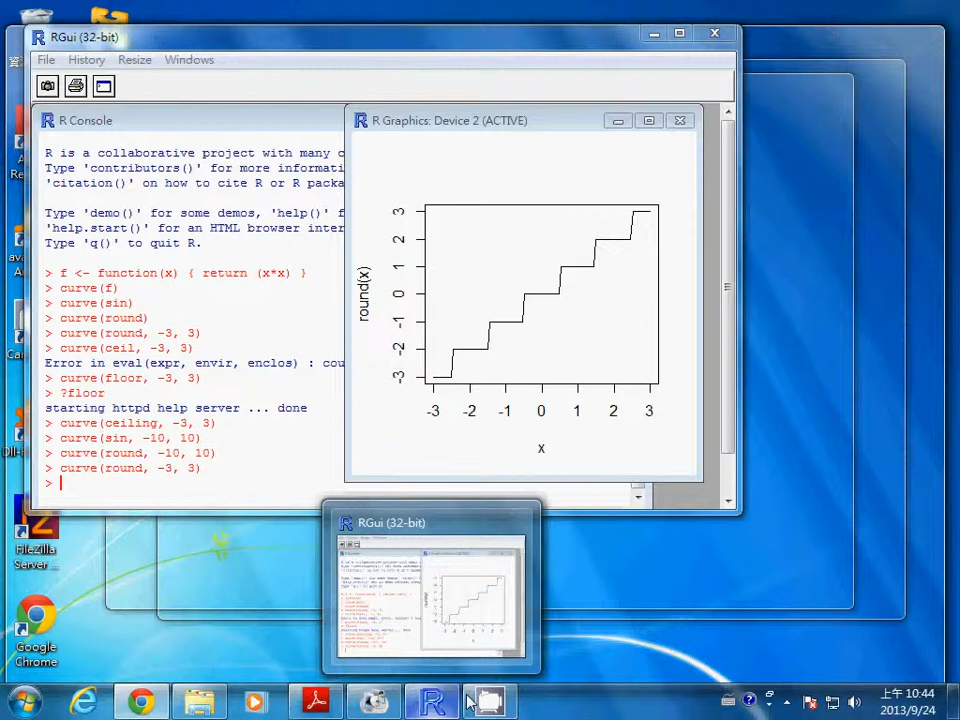 RGui (32-bit)
File History Resize Windows
R Console
R is a collaborative project with many c
Type 'contributors()' for more informati
'citation()' on how to cite R or R packa
Type 'demo()' for some demos, 'help()' f
'help.start()' for an HTML browser inter
Type 'q()' to quit R.
> f <- function(x) { return (x*x) }
> curve(f)
> curve(sin)
> curve(round)
> curve(round, -3, 3)
> curve(ceil, -3, 3)
Error in eval(expr, envir, enclos) : cou
> curve(floor, -3, 3)
> ?floor
starting httpd help server ... done
> curve(ceiling, -3, 3)
> curve(sin, -10, 10)
> curve(round, -10, 10)
> curve(round, -3, 3)
>
R Graphics: Device 2 (ACTIVE)
round(x)
3
2
1
0
-1
-2
-3
-3 -2 -1 0 1 2 3
x
RGui (32-bit)
FileZilla
Server ...
Google
Chrome
上午 10:44
2013/9/24